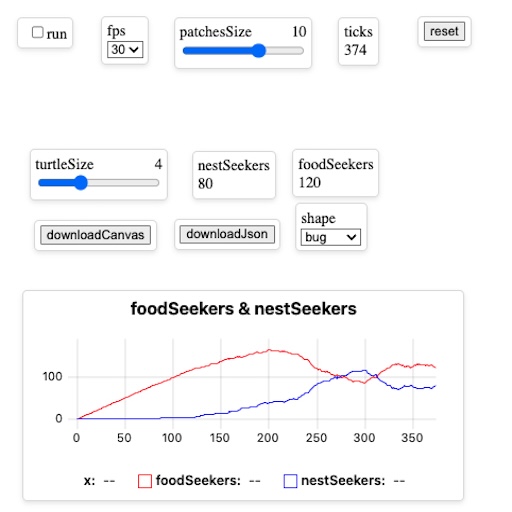 run
fps
30
patchesSize 10
ticks
374
reset
turtleSize 4
nestSeekers
80
foodSeekers
120
downloadCanvas
downloadJson
shape
bug
foodSeekers & nestSeekers
100
0
0 50 100 150 200 250 300 350
x: -- foodSeekers: -- nestSeekers: --